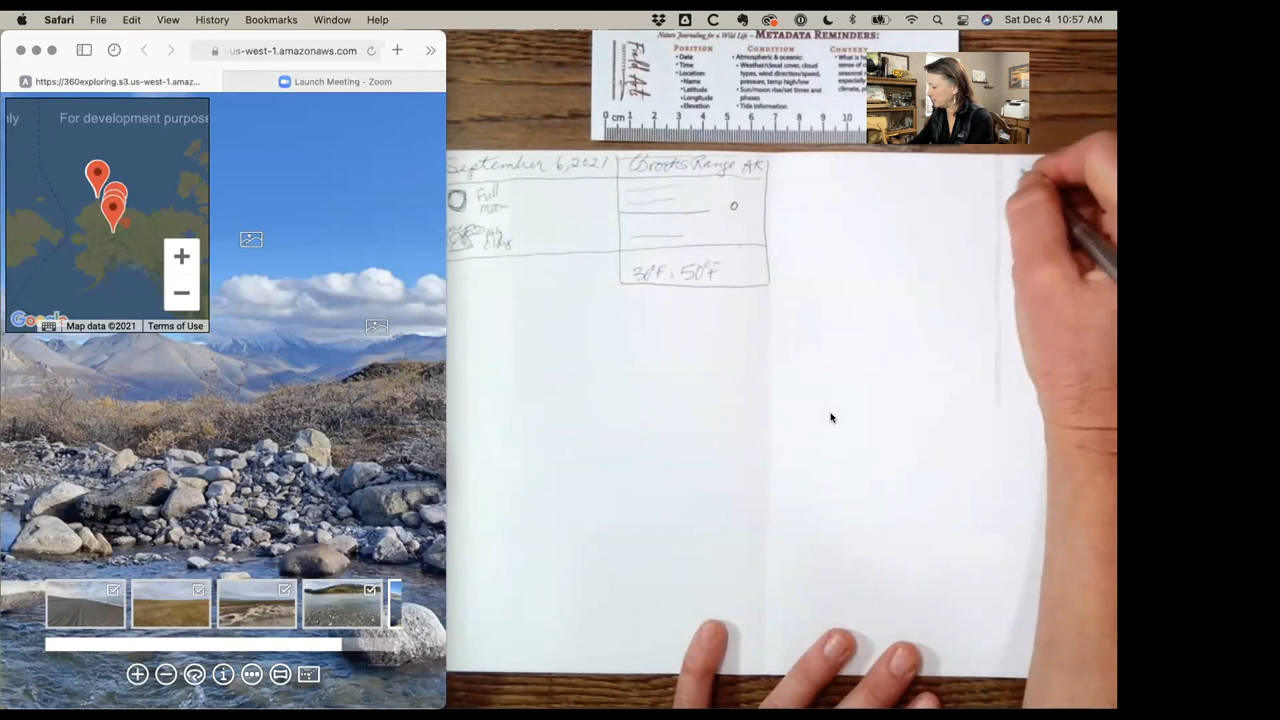 Safari File Edit View History Bookmarks Window Help Sat Dec 4 10:57 AM
us-west-1.amazonaws.com
https://360exploring.s3.us-west-1.amaz...
Launch Meeting - Zoom
For development purpose
Google
Map data ©2021 Terms of Use
Nature Journaling for a Wild Life – METADATA REMINDERS:
Field Arts
POSITION
• Date
• Time
• Location:
• Name
• Latitude
• Longitude
• Elevation
CONDITION
• Atmospheric & oceanic:
• Weather/cloud cover, cloud
types, wind direction/speed,
pressure, temp high/low
• Sun/moon rise/set times and
phases
• Tide information
CONTEXT
0 cm 1 2 3 4 5 6 7 8 9 10
September 6, 2021
Brooks Range AK
Full
moon
30°F, 50°F